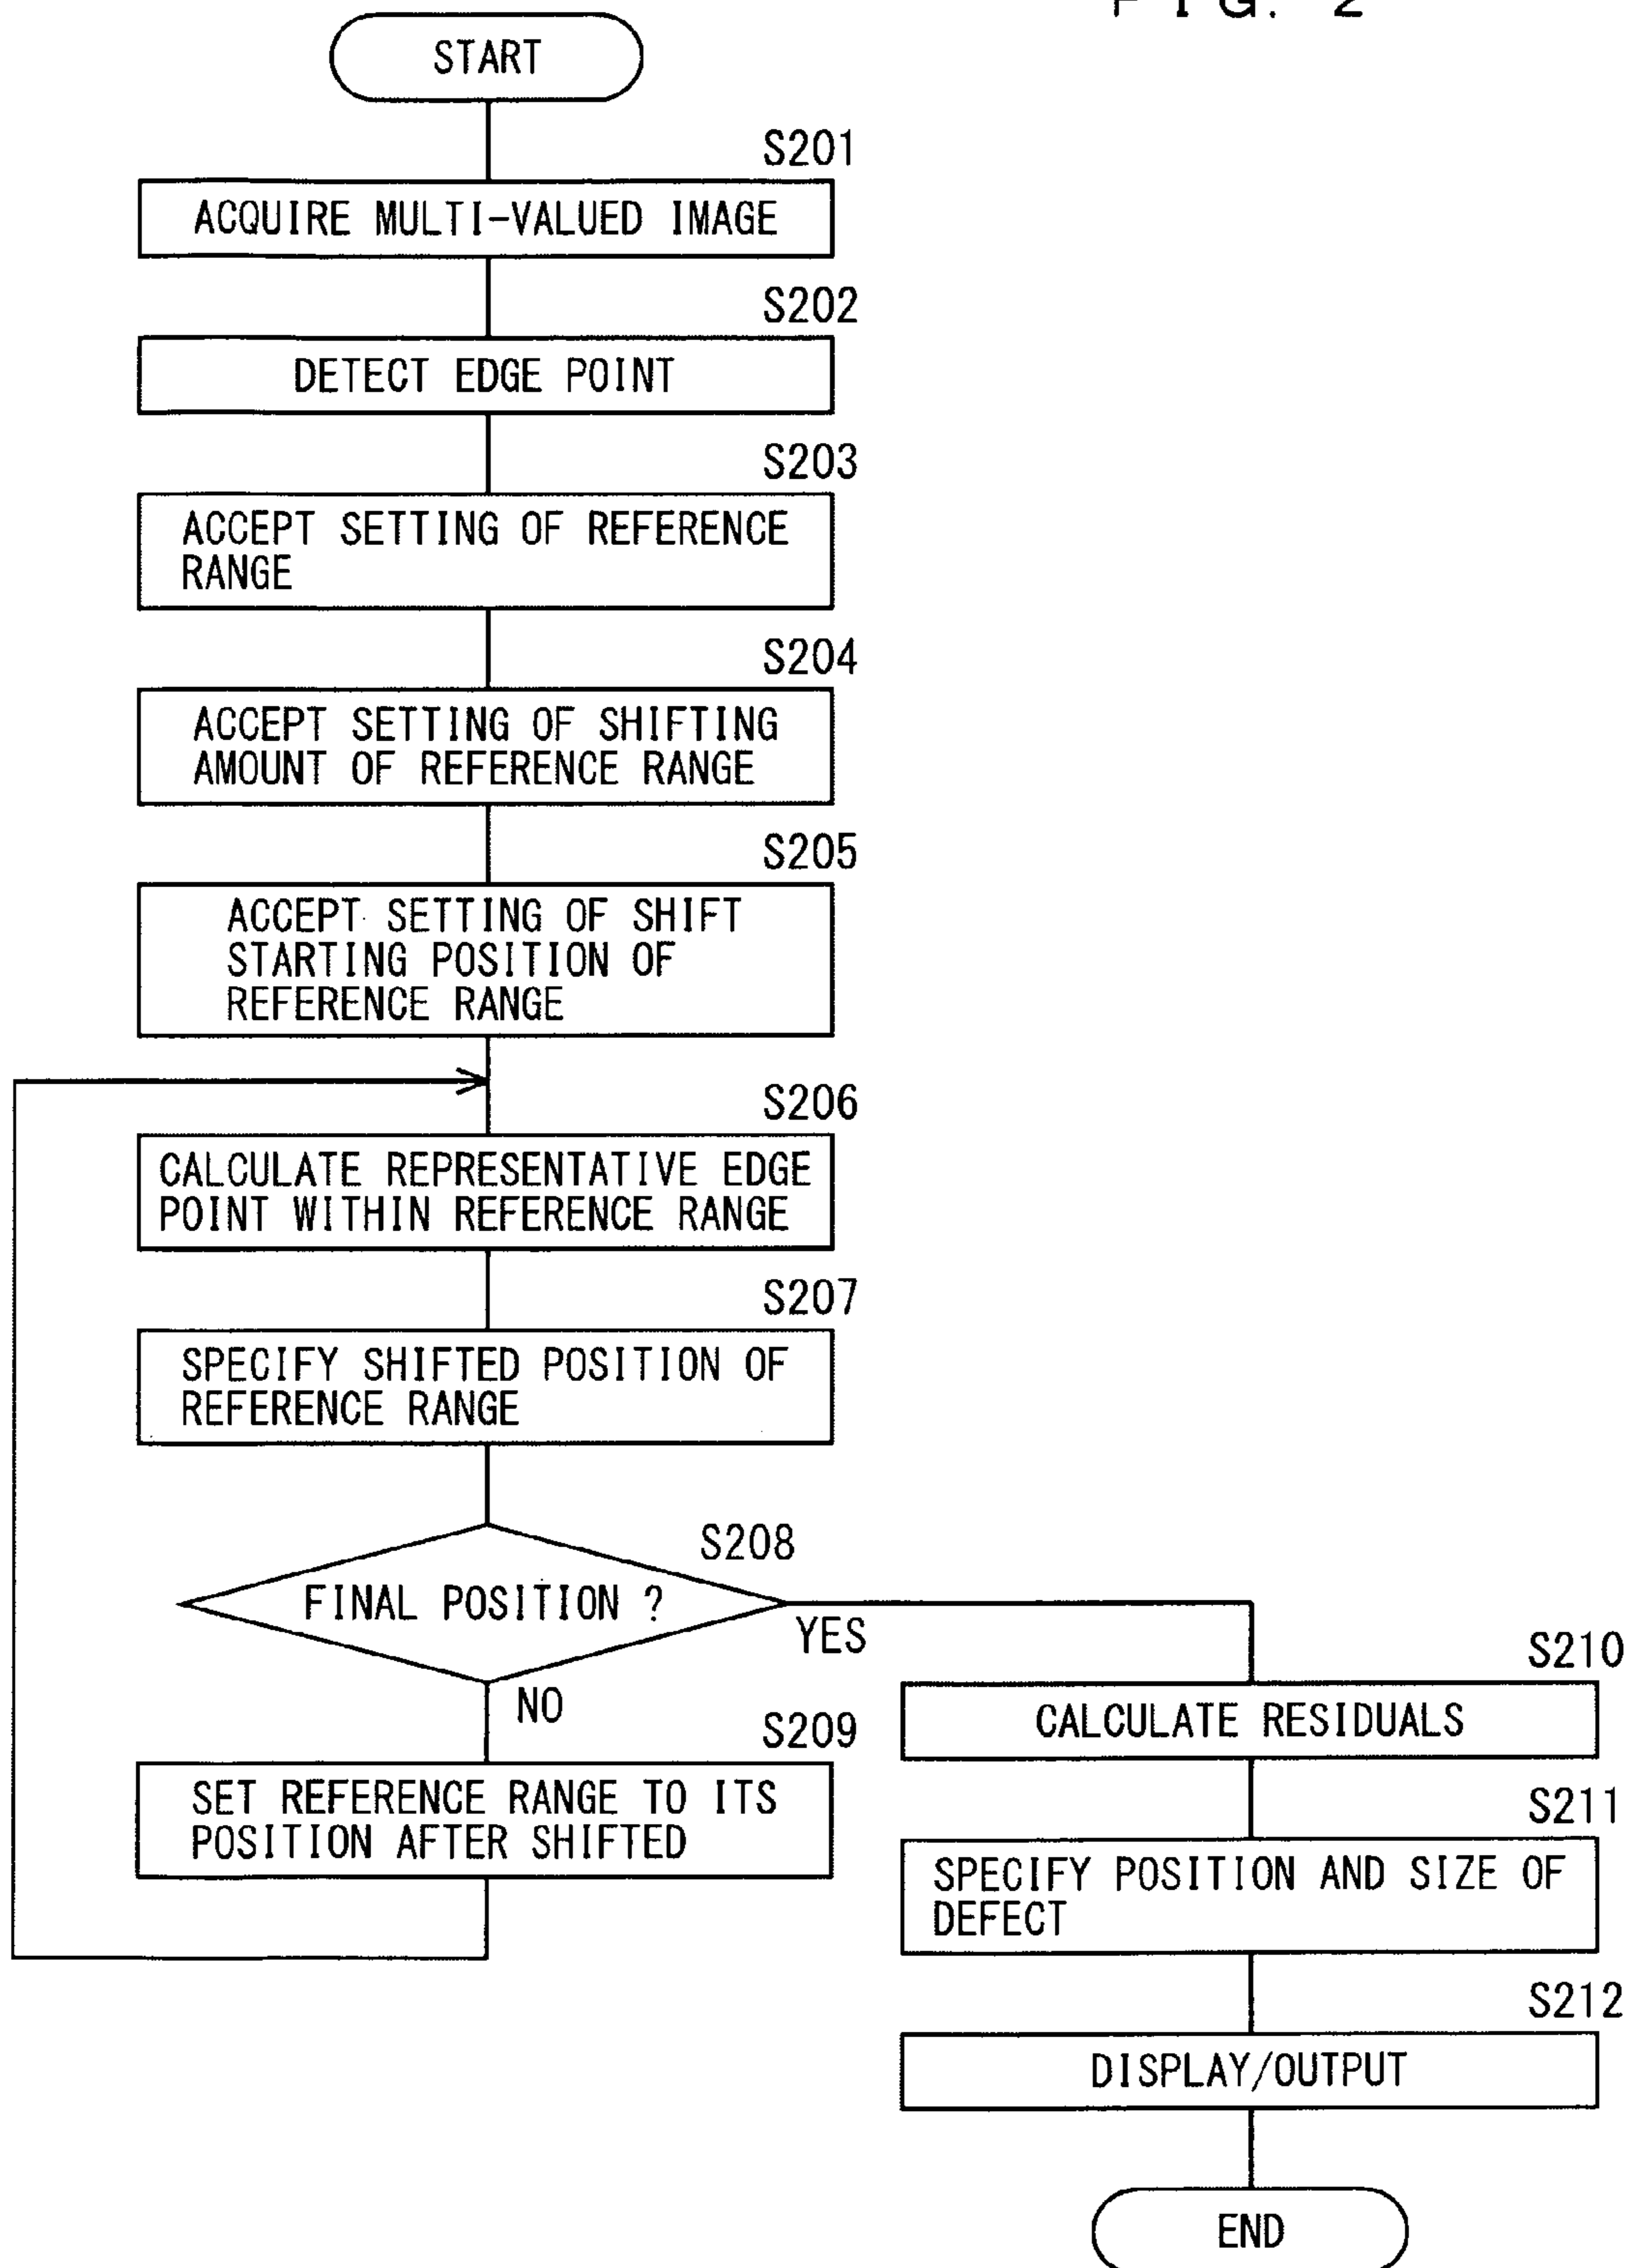 FIG. 2
START
S201
ACQUIRE MULTI-VALUED IMAGE
S202
DETECT EDGE POINT
S203
ACCEPT SETTING OF REFERENCE
RANGE
S204
ACCEPT SETTING OF SHIFTING
AMOUNT OF REFERENCE RANGE
S205
ACCEPT SETTING OF SHIFT
STARTING POSITION OF
REFERENCE RANGE
S206
CALCULATE REPRESENTATIVE EDGE
POINT WITHIN REFERENCE RANGE
S207
SPECIFY SHIFTED POSITION OF
REFERENCE RANGE
S208
FINAL POSITION ?
YES
NO
S209
SET REFERENCE RANGE TO ITS
POSITION AFTER SHIFTED
S210
CALCULATE RESIDUALS
S211
SPECIFY POSITION AND SIZE OF
DEFECT
S212
DISPLAY/OUTPUT
END